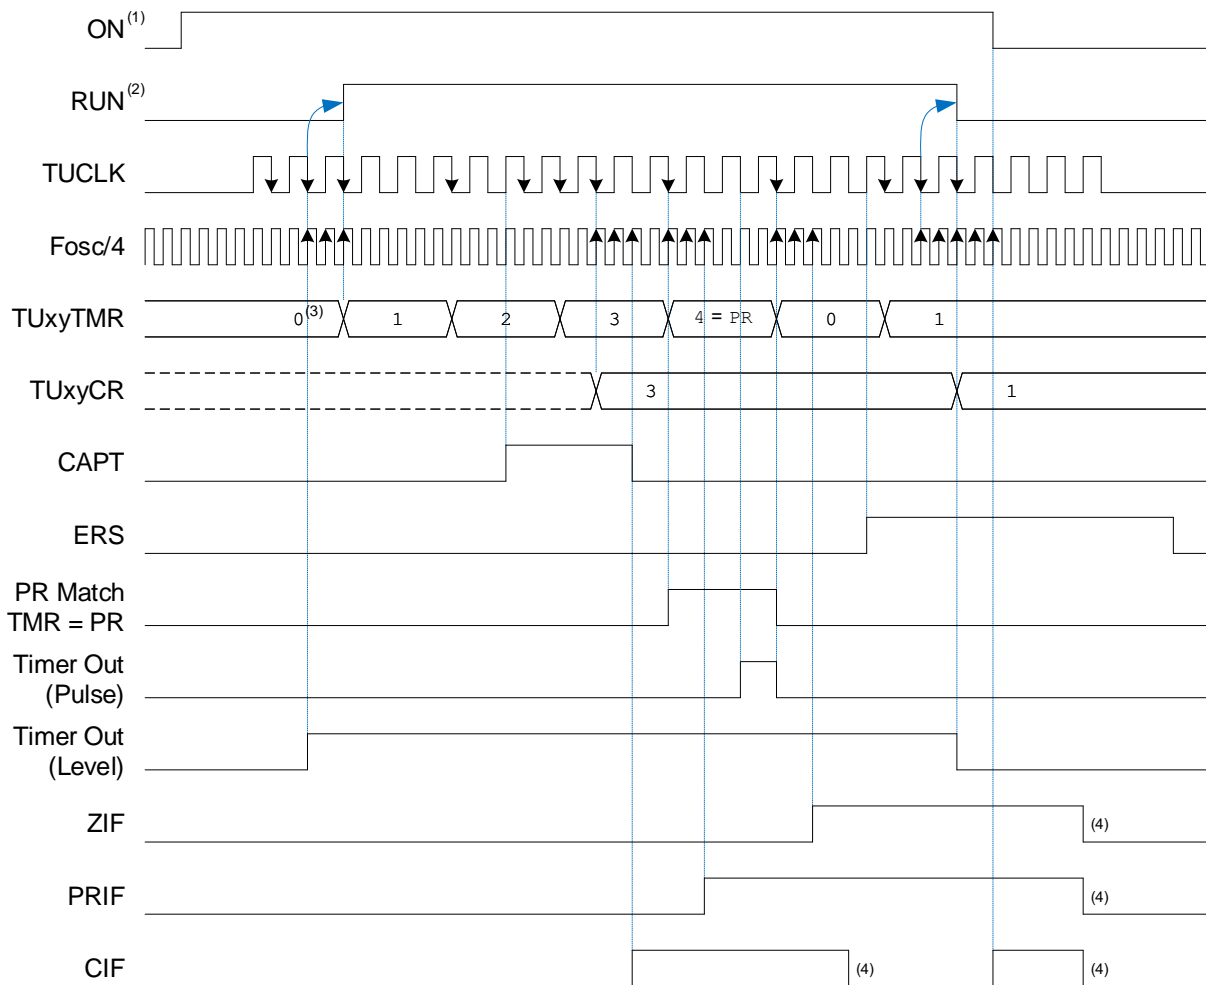 ON(1)
RUN(2)
TUCLK
Fosc/4
TUxyTMR 0(3) 1 2 3 4 = PR 0 1
TUxyCR 3 1
CAPT
ERS
PR Match
TMR = PR
Timer Out
(Pulse)
Timer Out
(Level)
ZIF (4)
PRIF (4)
CIF (4) (4)